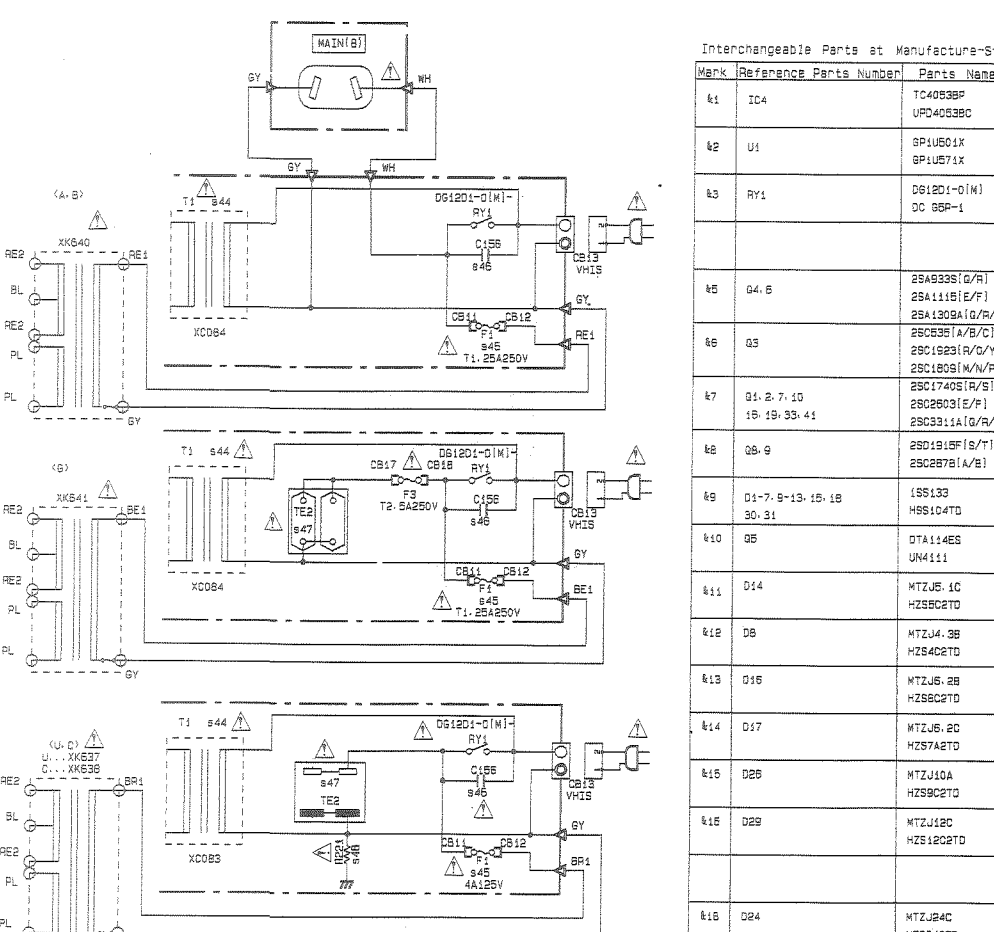 MAIN(B)
GY
WH
GY
WH
(A,B)
T1 s44
DG12D1-O[M]-
RY1
C156
s46
CB13
VHIS
XK640
RE2
RE1
BL
RE2
PL
PL
GY
XC084
GY
CB11
CB12
F1
s45
T1.25A250V
RE1
(G)
T1 s44
CB17
CB18
DG12D1-O[M]-
RY1
F3
T2.5A250V
C156
s46
CB13
VHIS
XK641
RE2
BE1
BL
RE2
PL
PL
GY
TE2
s47
XC084
GY
CB11
CB12
F1
s45
T1.25A250V
BE1
(U,C)
U...XK637
C...XK638
T1 s44
DG12D1-O[M]-
RY1
C156
s46
CB13
VHIS
RE2
BR1
BL
RE2
PL
PL
s47
TE2
XC083
R221
s48
GY
CB11
CB12
F1
s45
4A125V
BR1
Interchangeable Parts at Manufacture-S
Mark Reference Parts Number Parts Name
&1 IC4 TC4053BP
UPD4053BC
&2 U1 GP1U501X
GP1U571X
&3 RY1 DG12D1-O[M]
DC G5P-1
&5 Q4,6 2SA933S[Q/R]
2SA1115[E/F]
2SA1309A[Q/R/
&6 Q3 2SC535[A/B/C]
2SC1923[R/O/Y
2SC1809[M/N/P
&7 Q1,2,7,10 2SC1740S[R/S]
16,19,33,41 2SC2603[E/F]
2SC3311A[Q/R/
&8 Q8,9 2SD1915F[S/T]
2SC2878[A/B]
&9 D1-7,9-13,15,18 1SS133
30,31 HSS104TD
&10 Q5 DTA114ES
UN4111
&11 D14 MTZJ5.1C
HZS5C2TD
&12 D8 MTZJ4.3B
HZS4C2TD
&13 D16 MTZJ6.2B
HZS6C2TD
&14 D17 MTZJ6.2C
HZS7A2TD
&15 D26 MTZJ10A
HZS9C2TD
&16 D29 MTZJ12C
HZS12C2TD
&18 D24 MTZJ24C